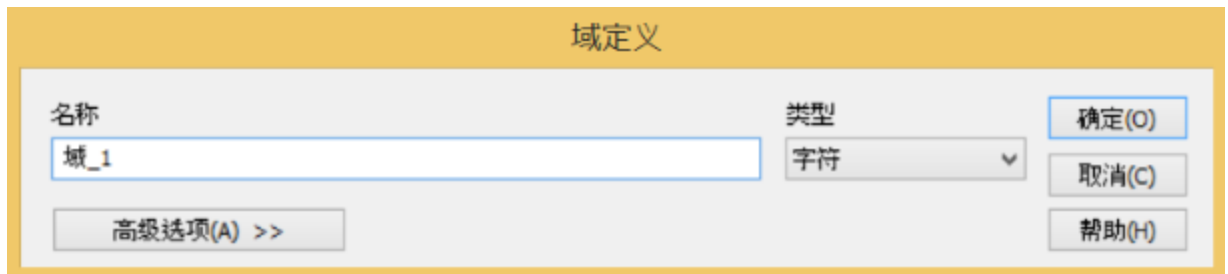 域定义
名称
类型
确定(O)
域_1
字符
取消(C)
高级选项(A) >>
帮助(H)